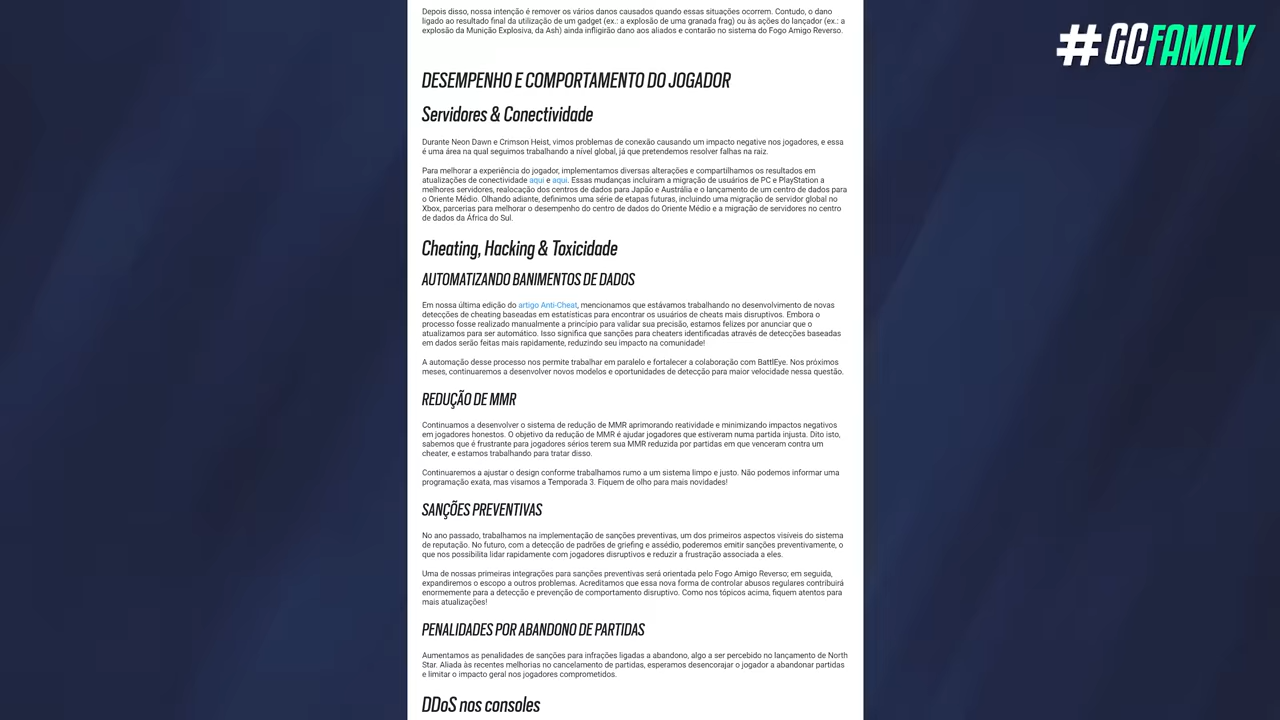 Depois disso, nossa intenção é remover os vários danos causados quando essas situações ocorrem. Contudo, o dano
ligado ao resultado final da utilização de um gadget (ex.: a explosão de uma granada frag) ou às ações do lançador (ex.: a
explosão da Munição Explosiva, da Ash) ainda infligirão dano aos aliados e contarão no sistema do Fogo Amigo Reverso.
#GCFAMILY
DESEMPENHO E COMPORTAMENTO DO JOGADOR
Servidores & Conectividade
Durante Neon Dawn e Crimson Heist, vimos problemas de conexão causando um impacto negative nos jogadores, e essa
é uma área na qual seguimos trabalhando a nível global, já que pretendemos resolver falhas na raiz.
Para melhorar a experiência do jogador, implementamos diversas alterações e compartilhamos os resultados em
atualizações de conectividade aqui e aqui. Essas mudanças incluíram a migração de usuários de PC e PlayStation a
melhores servidores, realocação dos centros de dados para Japão e Austrália e o lançamento de um centro de dados para
o Oriente Médio. Olhando adiante, definimos uma série de etapas futuras, incluindo uma migração de servidor global no
Xbox, parcerias para melhorar o desempenho do centro de dados do Oriente Médio e a migração de servidores no centro
de dados da África do Sul.
Cheating, Hacking & Toxicidade
AUTOMATIZANDO BANIMENTOS DE DADOS
Em nossa última edição do artigo Anti-Cheat, mencionamos que estávamos trabalhando no desenvolvimento de novas
detecções de cheating baseadas em estatísticas para encontrar os usuários de cheats mais disruptivos. Embora o
processo fosse realizado manualmente a princípio para validar sua precisão, estamos felizes por anunciar que o
atualizamos para ser automático. Isso significa que sanções para cheaters identificadas através de detecções baseadas
em dados serão feitas mais rapidamente, reduzindo seu impacto na comunidade!
A automação desse processo nos permite trabalhar em paralelo e fortalecer a colaboração com BattlEye. Nos próximos
meses, continuaremos a desenvolver novos modelos e oportunidades de detecção para maior velocidade nessa questão.
REDUÇÃO DE MMR
Continuamos a desenvolver o sistema de redução de MMR aprimorando reatividade e minimizando impactos negativos
em jogadores honestos. O objetivo da redução de MMR é ajudar jogadores que estiveram numa partida injusta. Dito isto,
sabemos que é frustrante para jogadores sérios terem sua MMR reduzida por partidas em que venceram contra um
cheater, e estamos trabalhando para tratar disso.
Continuaremos a ajustar o design conforme trabalhamos rumo a um sistema limpo e justo. Não podemos informar uma
programação exata, mas visamos a Temporada 3. Fiquem de olho para mais novidades!
SANÇÕES PREVENTIVAS
No ano passado, trabalhamos na implementação de sanções preventivas, um dos primeiros aspectos visíveis do sistema
de reputação. No futuro, com a detecção de padrões de griefing e assédio, poderemos emitir sanções preventivamente, o
que nos possibilita lidar rapidamente com jogadores disruptivos e reduzir a frustração associada a eles.
Uma de nossas primeiras integrações para sanções preventivas será orientada pelo Fogo Amigo Reverso; em seguida,
expandiremos o escopo a outros problemas. Acreditamos que essa nova forma de controlar abusos regulares contribuirá
enormemente para a detecção e prevenção de comportamento disruptivo. Como nos tópicos acima, fiquem atentos para
mais atualizações!
PENALIDADES POR ABANDONO DE PARTIDAS
Aumentamos as penalidades de sanções para infrações ligadas a abandono, algo a ser percebido no lançamento de North
Star. Aliada às recentes melhorias no cancelamento de partidas, esperamos desencorajar o jogador a abandonar partidas
e limitar o impacto geral nos jogadores comprometidos.
DDoS nos consoles